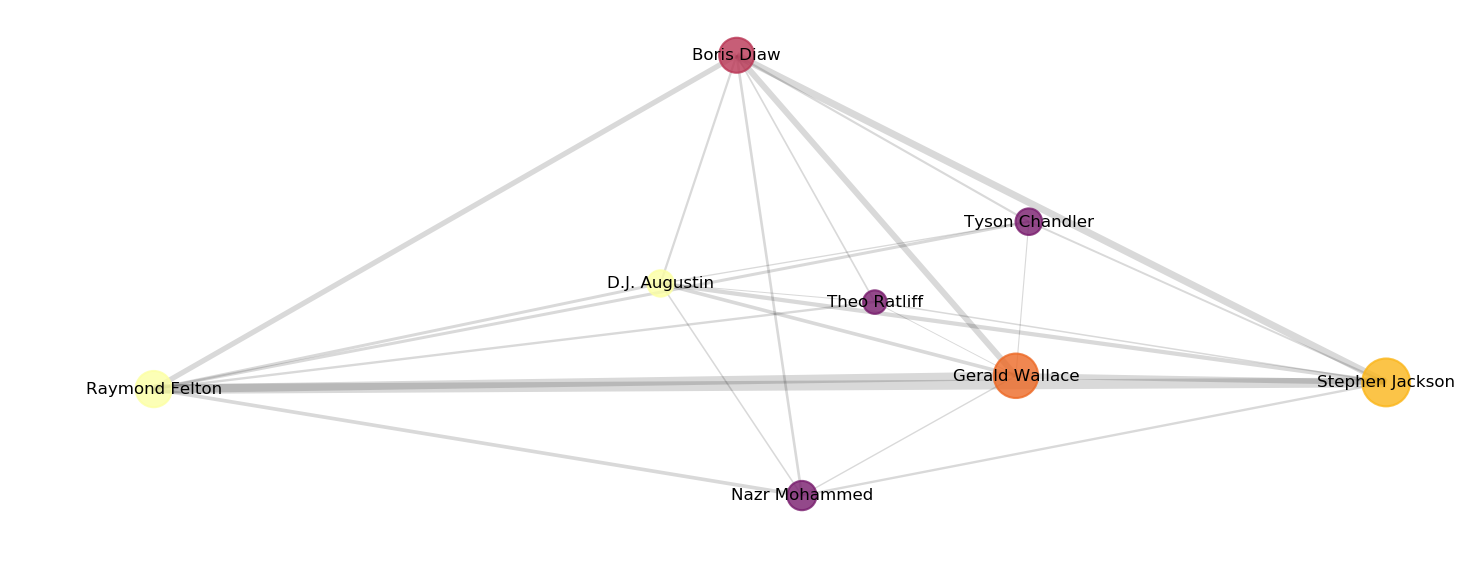 Boris Diaw
Tyson Chandler
D.J. Augustin
Theo Ratliff
Gerald Wallace
Stephen Jackson
Raymond Felton
Nazr Mohammed